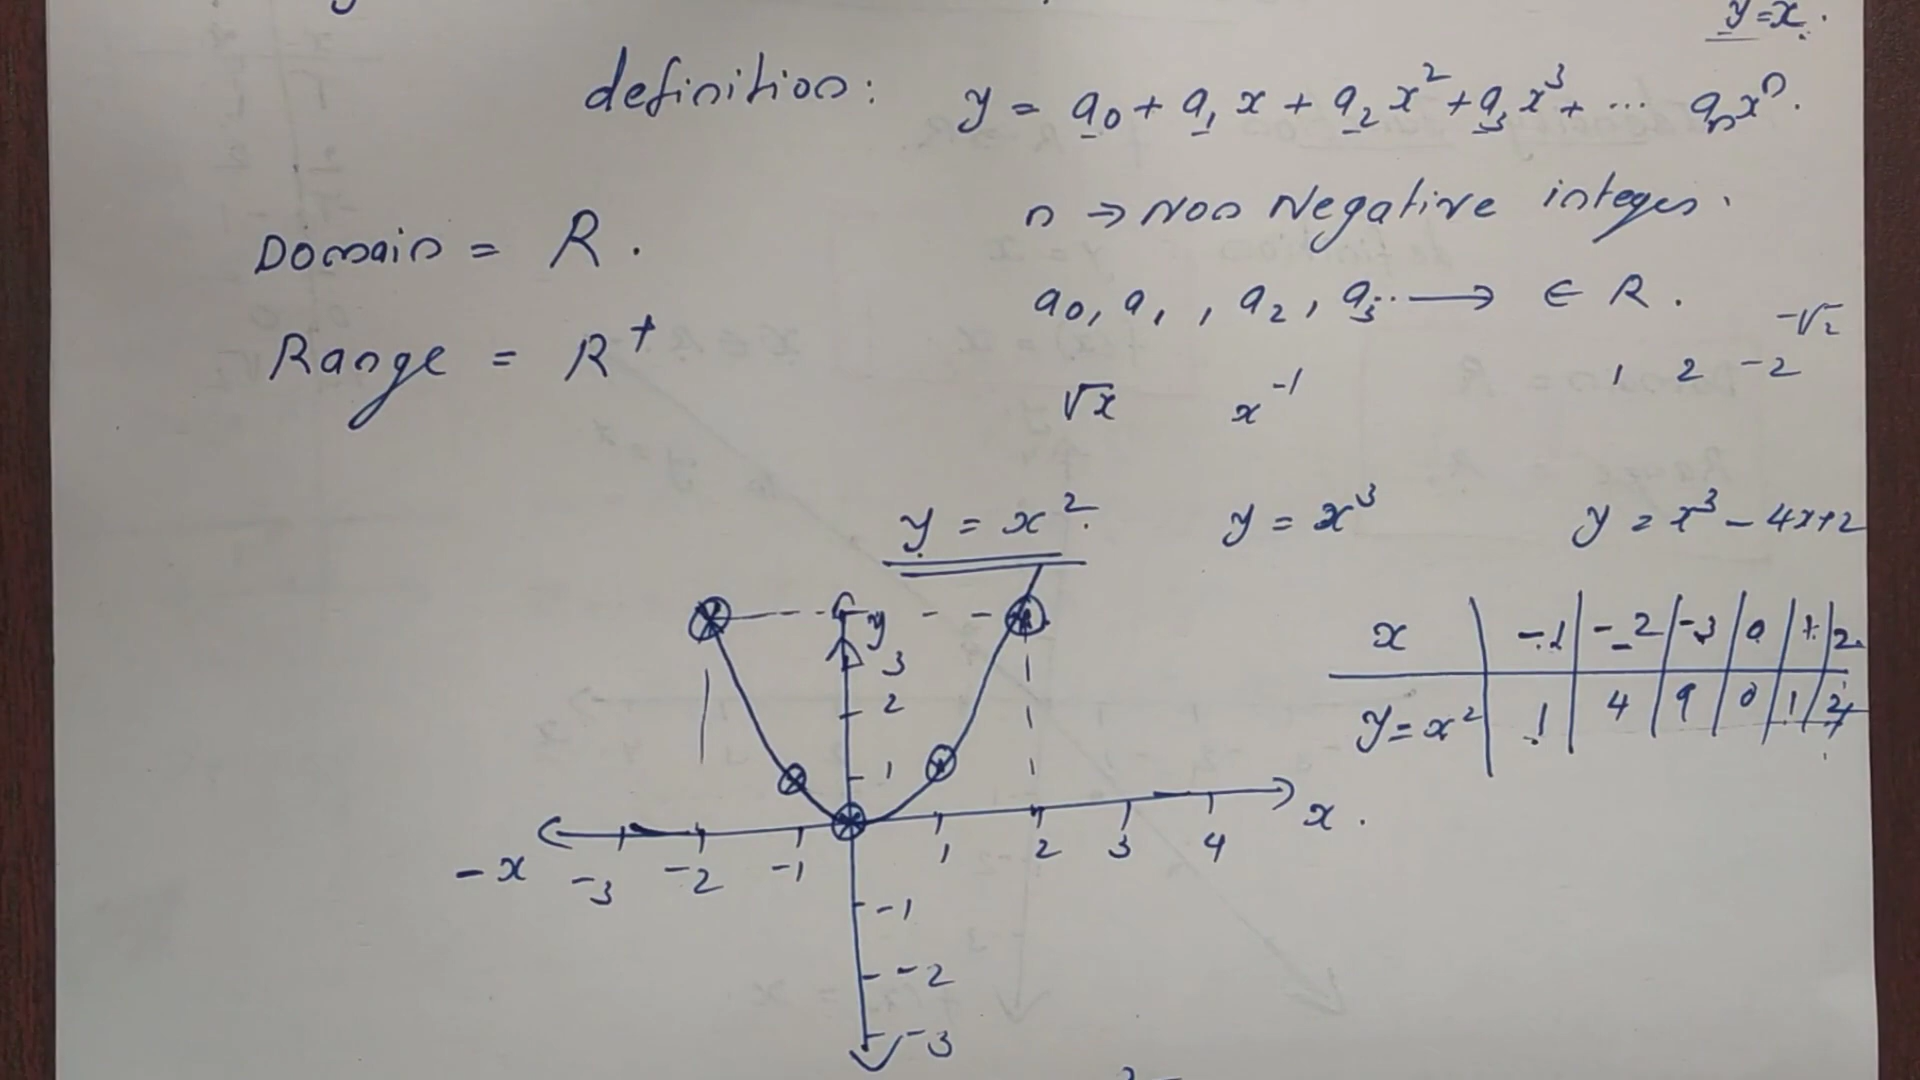 y = x.
definition: y = a₀ + a₁ x + a₂ x² + a₃ x³ + ... aₙ xⁿ.
n → Non Negative integer.
Domain = R.
a₀, a₁, a₂, a₃... → ∈ R.
Range = R⁺
1 2 -2 -√2
√x x⁻¹
y = x². y = x³ y = x³ - 4x+2
x -1 -2 -3 0 1 2
y = x² 1 4 9 0 1 4
y
3
2
1
x.
-x -3 -2 -1 1 2 3 4
-1
-2
-3